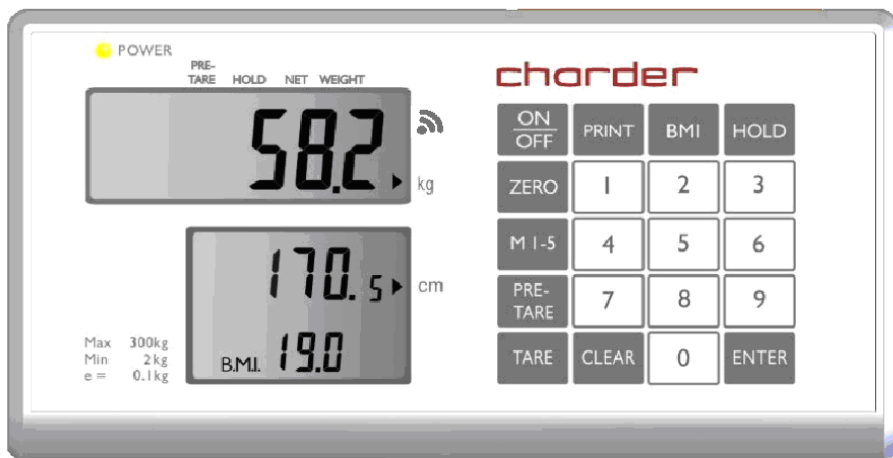 POWER
PRE-
TARE HOLD NET WEIGHT
58.2
kg
170.5
cm
B.M.I. 19.0
Max 300kg
Min 2kg
e = 0.1kg
charder
ON
OFF
PRINT
BMI
HOLD
ZERO
1
2
3
M 1-5
4
5
6
PRE-
TARE
7
8
9
TARE
CLEAR
0
ENTER